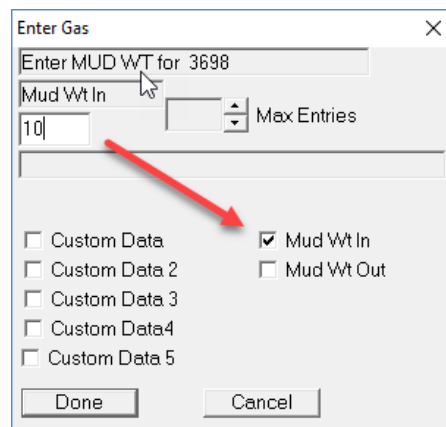 Enter Gas
Enter MUD WT for 3698
Mud Wt In
10
Max Entries
Custom Data
Mud Wt In
Custom Data 2
Mud Wt Out
Custom Data 3
Custom Data4
Custom Data 5
Done
Cancel